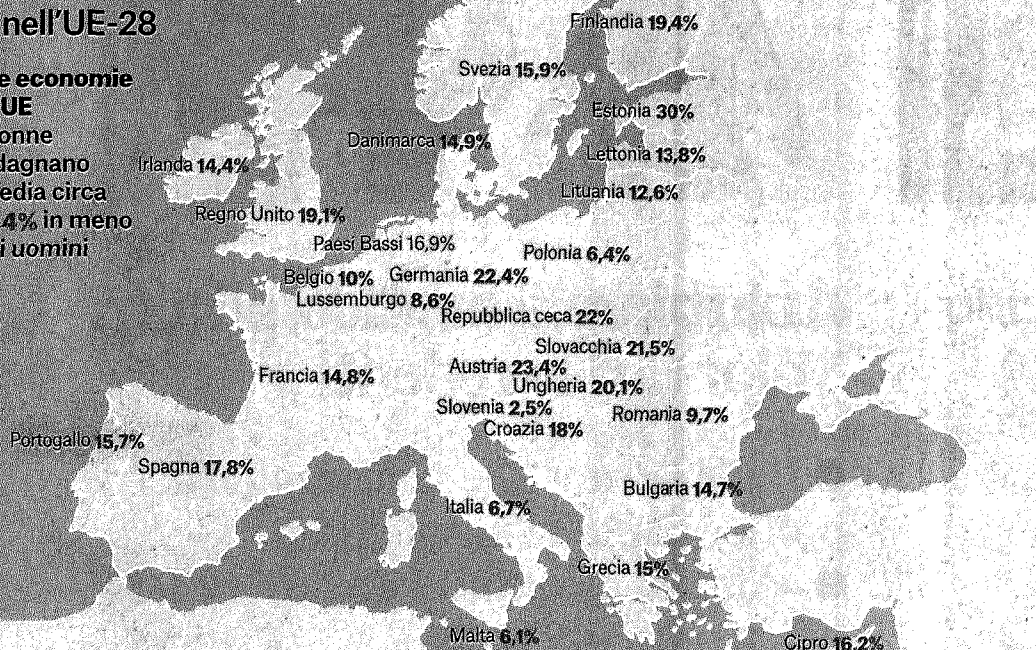 nell'UE-28
e economie
UE
onne
dagnano
edia circa
4% in meno
i uomini
Finlandia 19,4%
Svezia 15,9%
Estonia 30%
Danimarca 14,9%
Lettonia 13,8%
Irlanda 14,4%
Lituania 12,6%
Regno Unito 19,1%
Paesi Bassi 16,9%
Polonia 6,4%
Belgio 10%
Germania 22,4%
Lussemburgo 8,6%
Repubblica ceca 22%
Slovacchia 21,5%
Austria 23,4%
Francia 14,8%
Ungheria 20,1%
Slovenia 2,5%
Romania 9,7%
Croazia 18%
Portogallo 15,7%
Spagna 17,8%
Bulgaria 14,7%
Italia 6,7%
Grecia 15%
Malta 6,1%
Cipro 16,2%